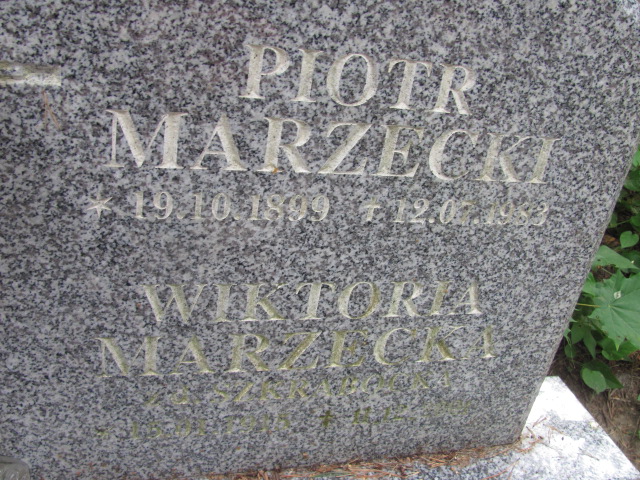 PIOTR
MARZECKI
* 19.10.1899 + 12.07.1983
WIKTORIA
MARZECKA